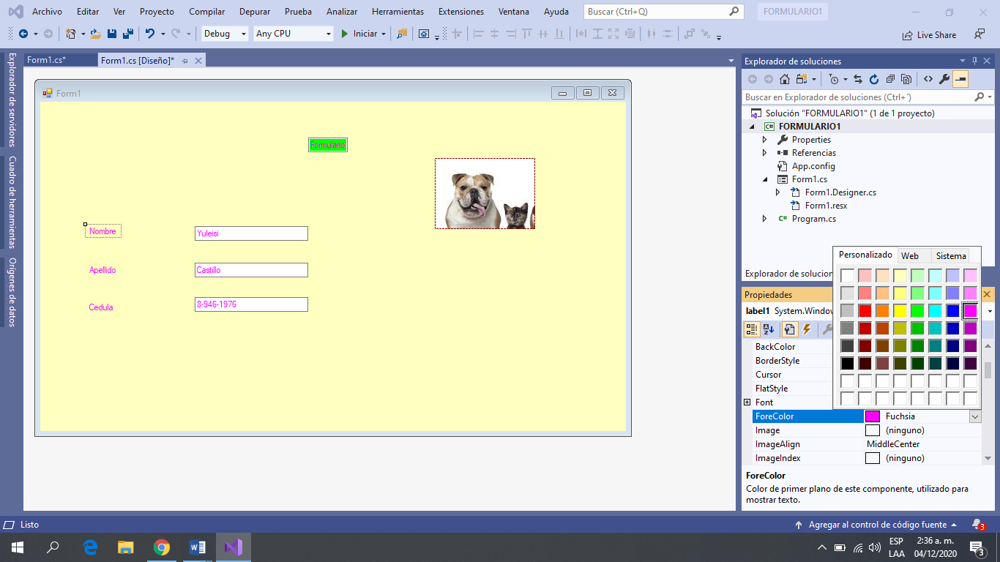 Archivo Editar Ver Proyecto Compilar Depurar Prueba Analizar Herramientas Extensiones Ventana Ayuda Buscar (Ctrl+Q) FORMULARIO1
Debug Any CPU Iniciar Live Share
Explorador de servidores
Cuadro de herramientas
Orígenes de datos
Form1.cs* Form1.cs [Diseño]*
Form1
Formulario
Nombre Yuleisi
Apellido Castillo
Cedula 8-946-1976
Explorador de soluciones
Buscar en Explorador de soluciones (Ctrl+´)
Solución "FORMULARIO1" (1 de 1 proyecto)
FORMULARIO1
Properties
Referencias
App.config
Form1.cs
Form1.Designer.cs
Form1.resx
Program.cs
Personalizado Web Sistema
Explorador de solucion
Propiedades
label1 System.Window
BackColor
BorderStyle
Cursor
FlatStyle
Font
ForeColor Fuchsia
Image (ninguno)
ImageAlign MiddleCenter
ImageIndex (ninguno)
ForeColor
Color de primer plano de este componente, utilizado para
mostrar texto.
Listo Agregar al control de código fuente 3
ESP 2:36 a. m.
LAA 04/12/2020 3